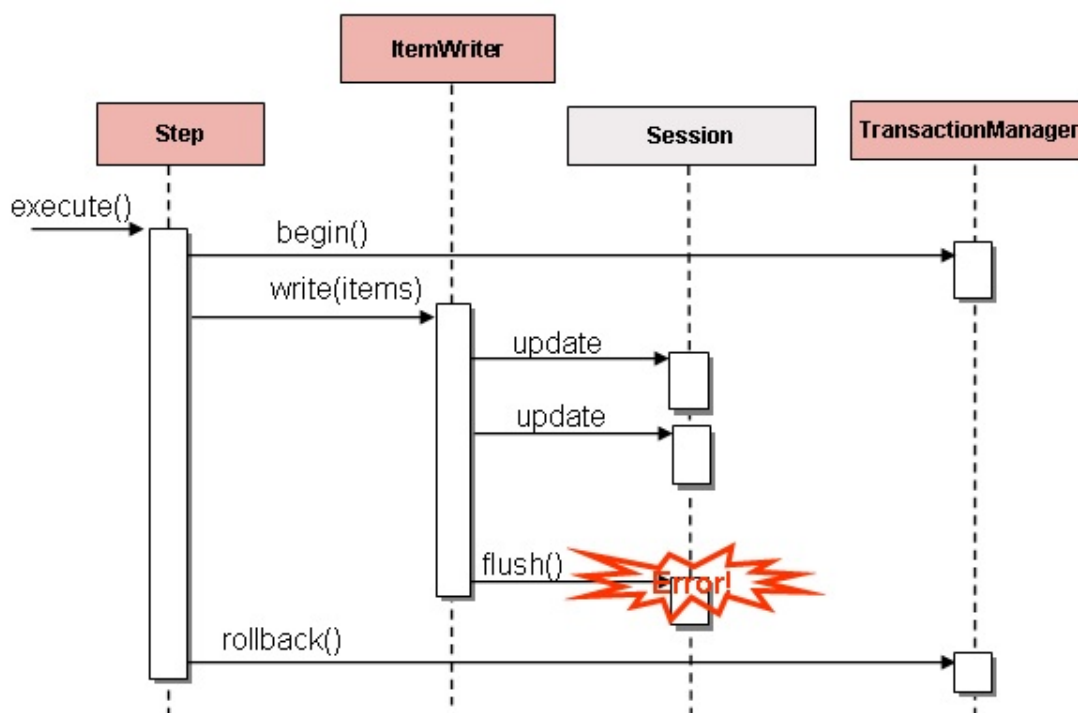 ItemWriter
Step
Session
TransactionManager
execute()
begin()
write(items)
update
update
flush()
Error!
rollback()